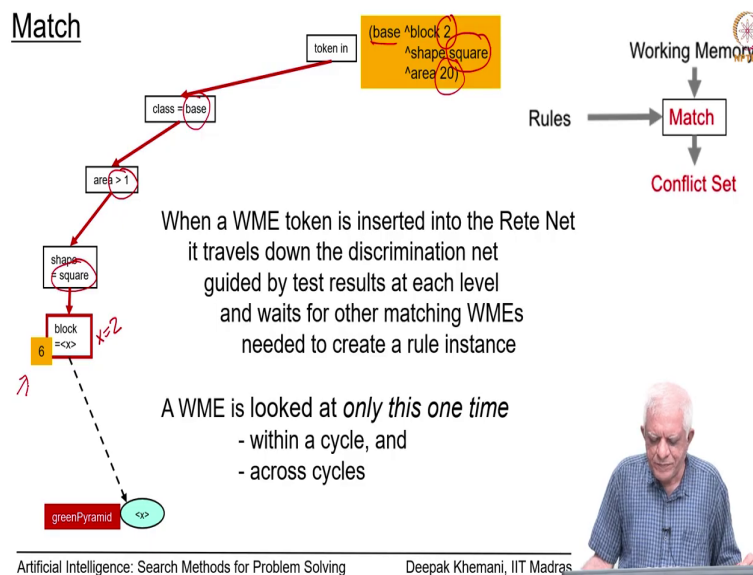 Match
token in
(base ^block 2
^shape square
^area 20)
Working Memory
class = base
Rules
Match
area > 1
Conflict Set
When a WME token is inserted into the Rete Net
it travels down the discrimination net
guided by test results at each level
and waits for other matching WMEs
needed to create a rule instance
shape
= square
block
=<x>
x=2
6
A WME is looked at only this one time
- within a cycle, and
- across cycles
greenPyramid
<x>
Artificial Intelligence: Search Methods for Problem Solving
Deepak Khemani, IIT Madras